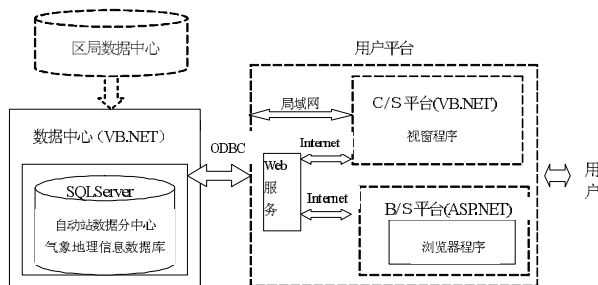 区局数据中心
数据中心（VB.NET）
SQLServer
自动站数据分中心
气象地理信息数据库
ODBC
用户平台
局域网
C/S平台(VB.NET)
视窗程序
Internet
Web
服
务
Internet
B/S平台(ASP.NET)
浏览器程序
用
户